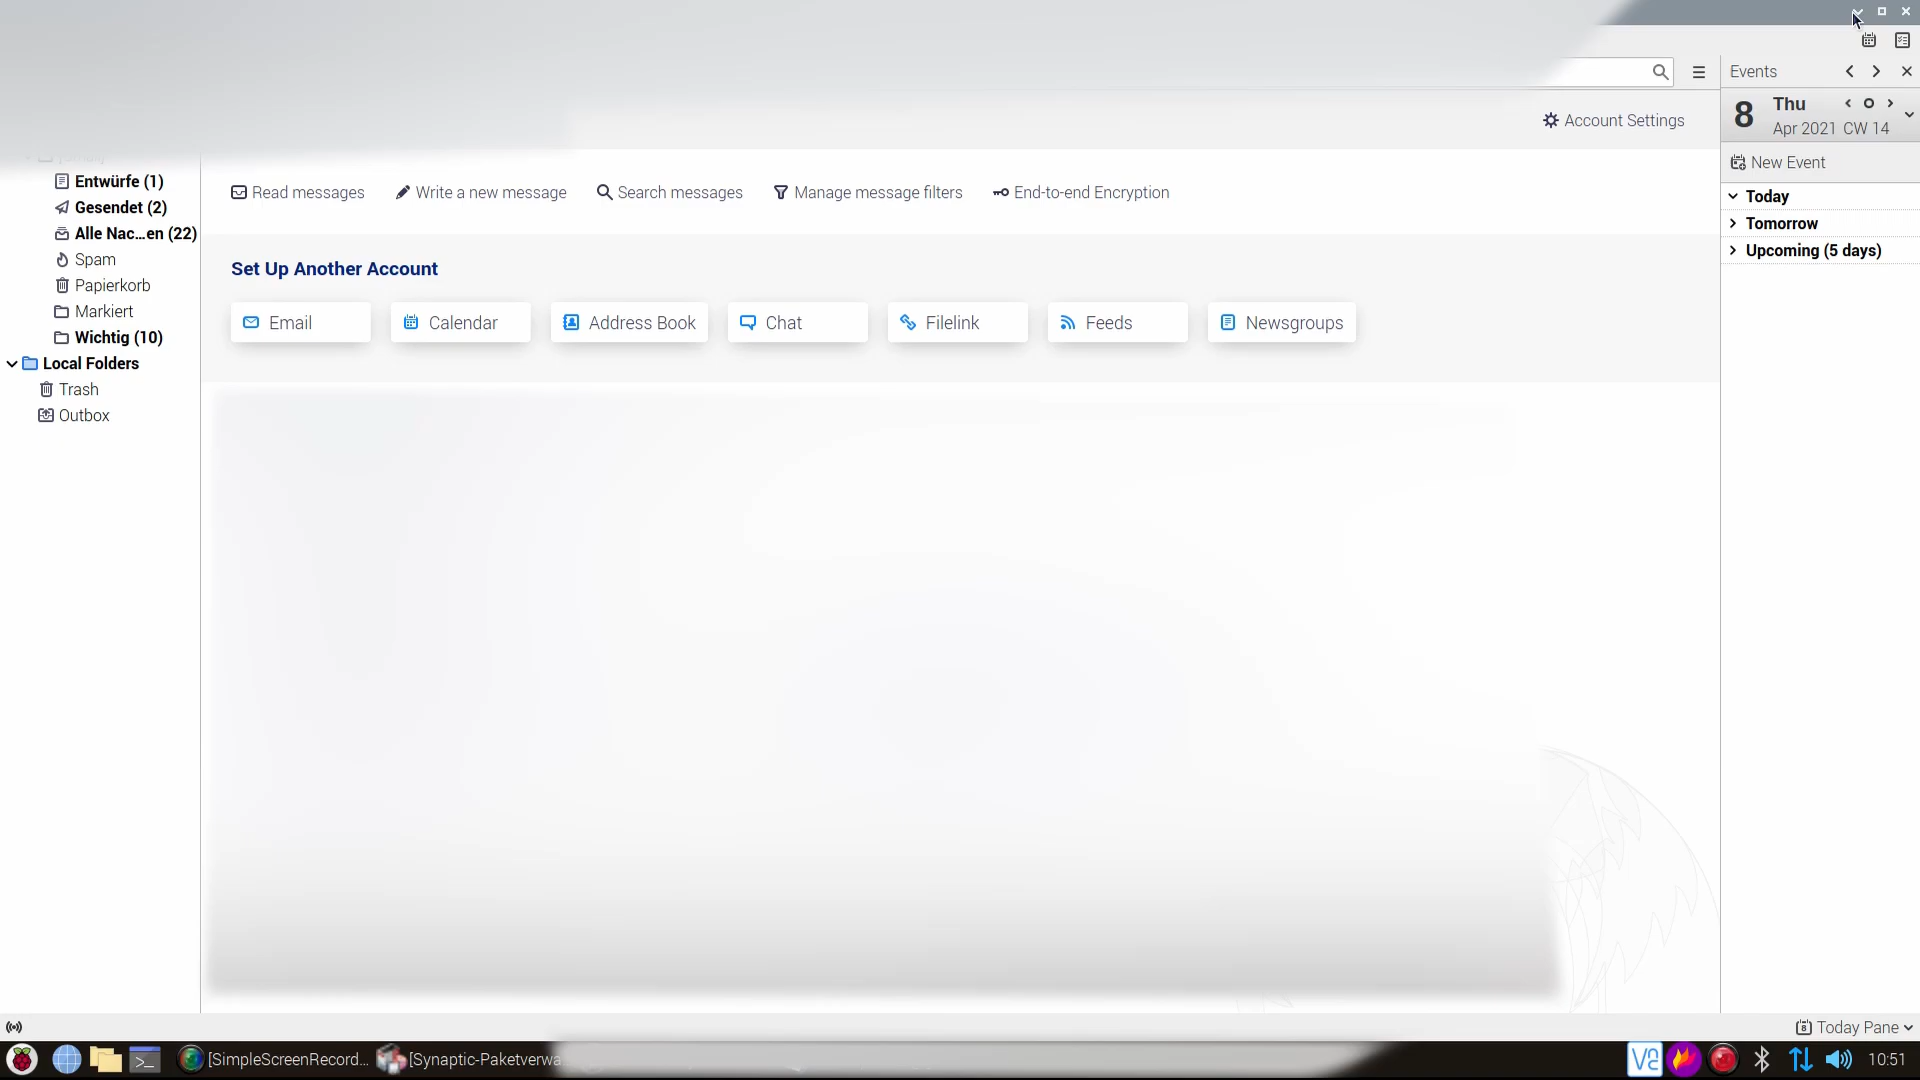 Events
Account Settings
8 Thu
Apr 2021 CW 14
New Event
Today
Tomorrow
Upcoming (5 days)
Entwürfe (1)
Gesendet (2)
Alle Nac...en (22)
Spam
Papierkorb
Markiert
Wichtig (10)
Local Folders
Trash
Outbox
Read messages
Write a new message
Search messages
Manage message filters
End-to-end Encryption
Set Up Another Account
Email
Calendar
Address Book
Chat
Filelink
Feeds
Newsgroups
8 Today Pane
[SimpleScreenRecord...
[Synaptic-Paketverwa...
10:51